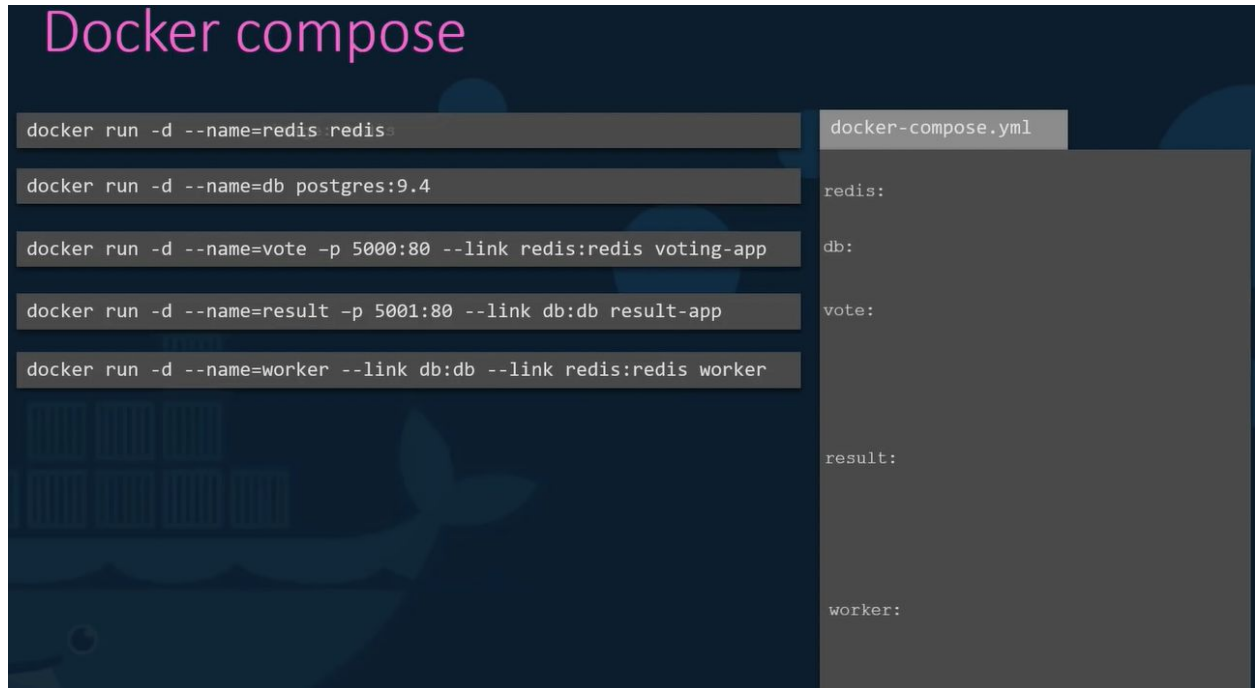 Docker compose
docker run -d --name=redis redis
docker run -d --name=db postgres:9.4
docker run -d --name=vote –p 5000:80 --link redis:redis voting-app
docker run -d --name=result –p 5001:80 --link db:db result-app
docker run -d --name=worker --link db:db --link redis:redis worker
docker-compose.yml
redis:
db:
vote:
result:
worker: